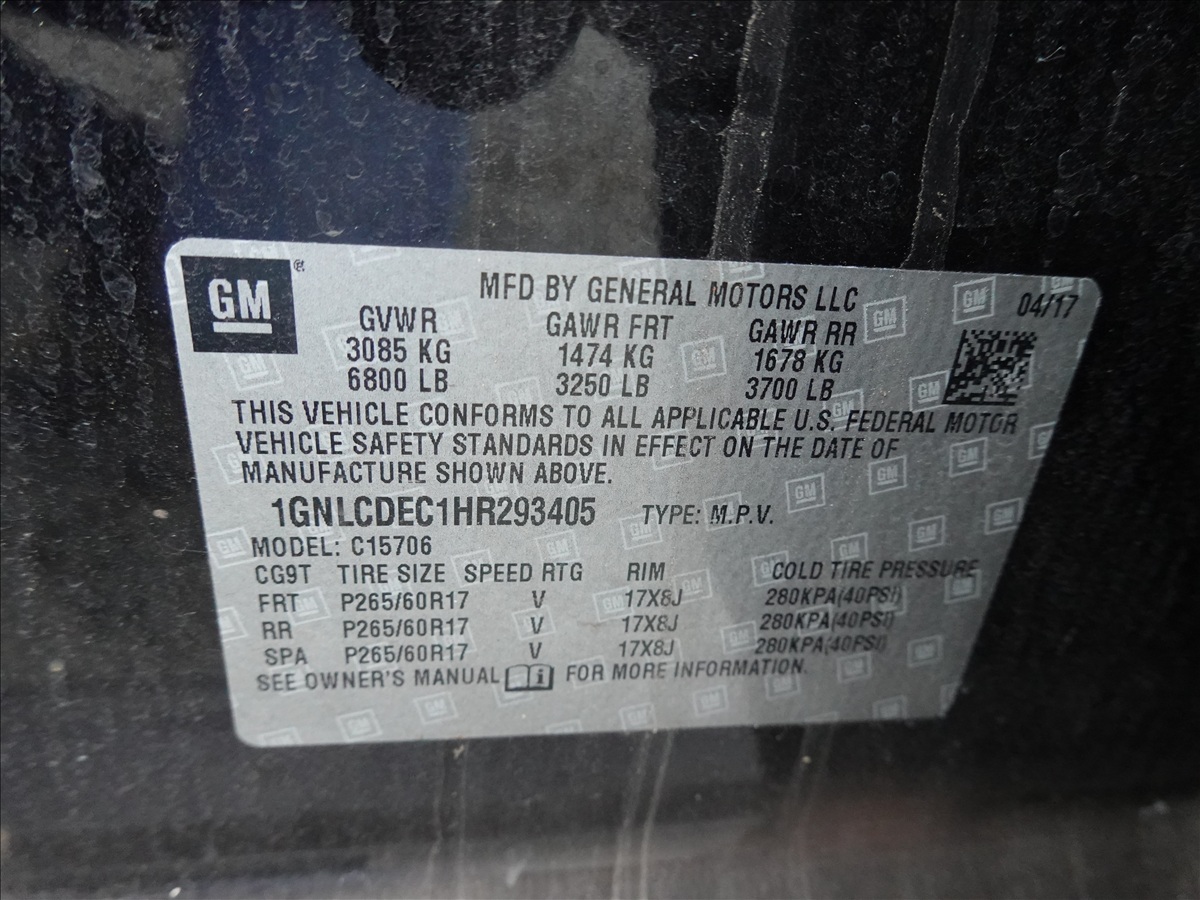 GM ®
MFD BY GENERAL MOTORS LLC
04/17
GVWR GAWR FRT GAWR RR
3085 KG 1474 KG 1678 KG
6800 LB 3250 LB 3700 LB
THIS VEHICLE CONFORMS TO ALL APPLICABLE U.S. FEDERAL MOTOR
VEHICLE SAFETY STANDARDS IN EFFECT ON THE DATE OF
MANUFACTURE SHOWN ABOVE.
1GNLCDEC1HR293405 TYPE: M.P.V.
MODEL: C15706
CG9T TIRE SIZE SPEED RTG RIM COLD TIRE PRESSURE
FRT P265/60R17 V 17X8J 280KPA(40PSI)
RR P265/60R17 V 17X8J 280KPA(40PSI)
SPA P265/60R17 V 17X8J 280KPA(40PSI)
SEE OWNER'S MANUAL i FOR MORE INFORMATION.